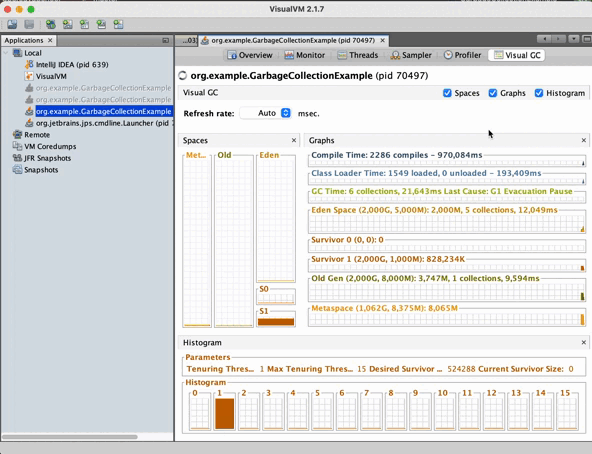 VisualVM 2.1.7
Applications ×
...03) org.example.GarbageCollectionExample (pid 70497) ×
Local
IntelliJ IDEA (pid 639)
VisualVM
org.example.GarbageCollectionExample
org.example.GarbageCollectionExample
org.example.GarbageCollectionExample
org.jetbrains.jps.cmdline.Launcher (pid 7
Remote
VM Coredumps
JFR Snapshots
Snapshots
Overview Monitor Threads Sampler Profiler Visual GC
org.example.GarbageCollectionExample (pid 70497)
Visual GC Spaces Graphs Histogram
Refresh rate: Auto msec.
Spaces ×
Met... Old Eden
S0
S1
Graphs ×
Compile Time: 2286 compiles - 970,084ms
Class Loader Time: 1549 loaded, 0 unloaded - 193,409ms
GC Time: 6 collections, 21,643ms Last Cause: G1 Evacuation Pause
Eden Space (2,000G, 5,000M): 2,000M, 5 collections, 12,049ms
Survivor 0 (0, 0): 0
Survivor 1 (2,000G, 1,000M): 828,234K
Old Gen (2,000G, 8,000M): 3,747M, 1 collections, 9,594ms
Metaspace (1,062G, 8,375M): 8,065M
Histogram ×
Parameters
Tenuring Thres... 1 Max Tenuring Thres... 15 Desired Survivor ... 524288 Current Survivor Size: 0
Histogram
0 1 2 3 4 5 6 7 8 9 10 11 12 13 14 15